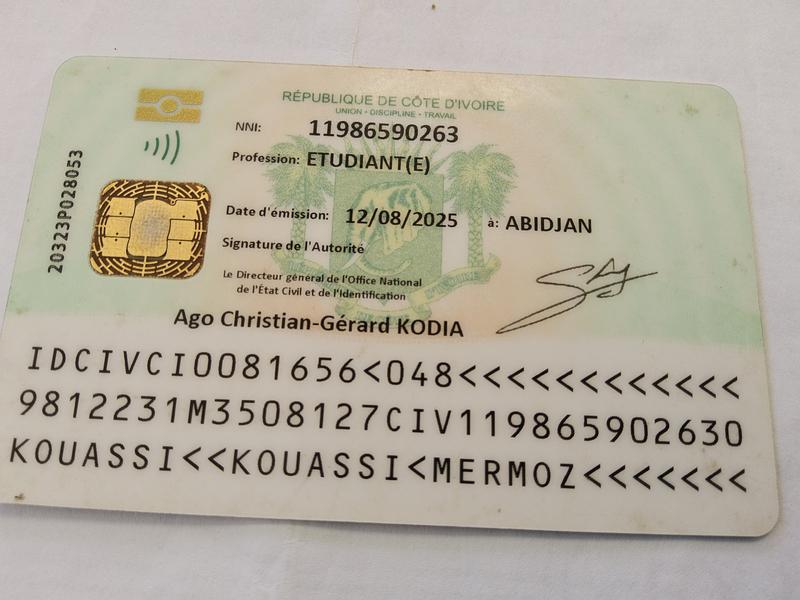 RÉPUBLIQUE DE CÔTE D'IVOIRE
UNION - DISCIPLINE - TRAVAIL
NNI: 11986590263
Profession: ETUDIANT(E)
Date d'émission: 12/08/2025 à: ABIDJAN
Signature de l'Autorité
Le Directeur général de l'Office National
de l'État Civil et de l'Identification
Ago Christian-Gérard KODIA
20323P028053
IDCIVCI0081656<048<<<<<<<<<<<<
9812231M3508127CIV119865902630
KOUASSI<<KOUASSI<MERMOZ<<<<<<<